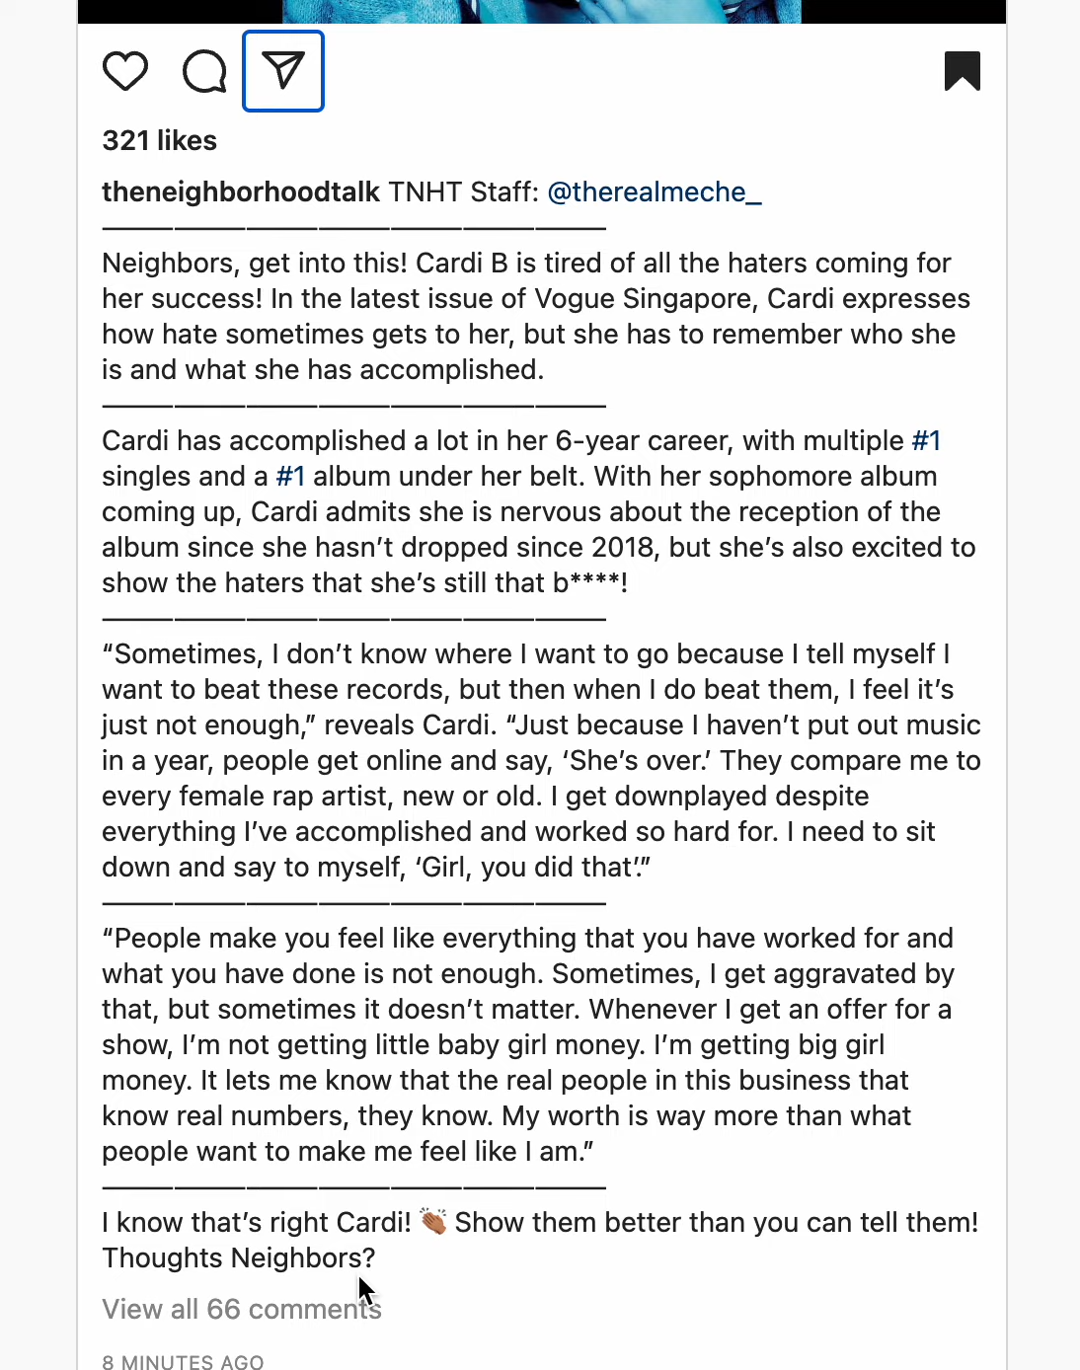 321 likes
theneighborhoodtalk TNHT Staff: @therealmeche_
———————————————————
Neighbors, get into this! Cardi B is tired of all the haters coming for
her success! In the latest issue of Vogue Singapore, Cardi expresses
how hate sometimes gets to her, but she has to remember who she
is and what she has accomplished.
———————————————————
Cardi has accomplished a lot in her 6-year career, with multiple #1
singles and a #1 album under her belt. With her sophomore album
coming up, Cardi admits she is nervous about the reception of the
album since she hasn’t dropped since 2018, but she’s also excited to
show the haters that she’s still that b****!
———————————————————
“Sometimes, I don’t know where I want to go because I tell myself I
want to beat these records, but then when I do beat them, I feel it’s
just not enough,” reveals Cardi. “Just because I haven’t put out music
in a year, people get online and say, ‘She’s over.’ They compare me to
every female rap artist, new or old. I get downplayed despite
everything I’ve accomplished and worked so hard for. I need to sit
down and say to myself, ‘Girl, you did that’.”
———————————————————
“People make you feel like everything that you have worked for and
what you have done is not enough. Sometimes, I get aggravated by
that, but sometimes it doesn’t matter. Whenever I get an offer for a
show, I’m not getting little baby girl money. I’m getting big girl
money. It lets me know that the real people in this business that
know real numbers, they know. My worth is way more than what
people want to make me feel like I am.”
———————————————————
I know that’s right Cardi! 👏🏾 Show them better than you can tell them!
Thoughts Neighbors?
View all 66 comments
8 MINUTES AGO